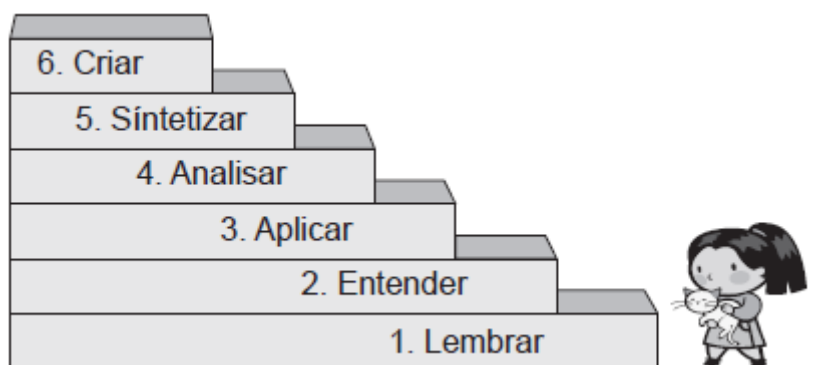 6. Criar
5. Síntetizar
4. Analisar
3. Aplicar
2. Entender
1. Lembrar